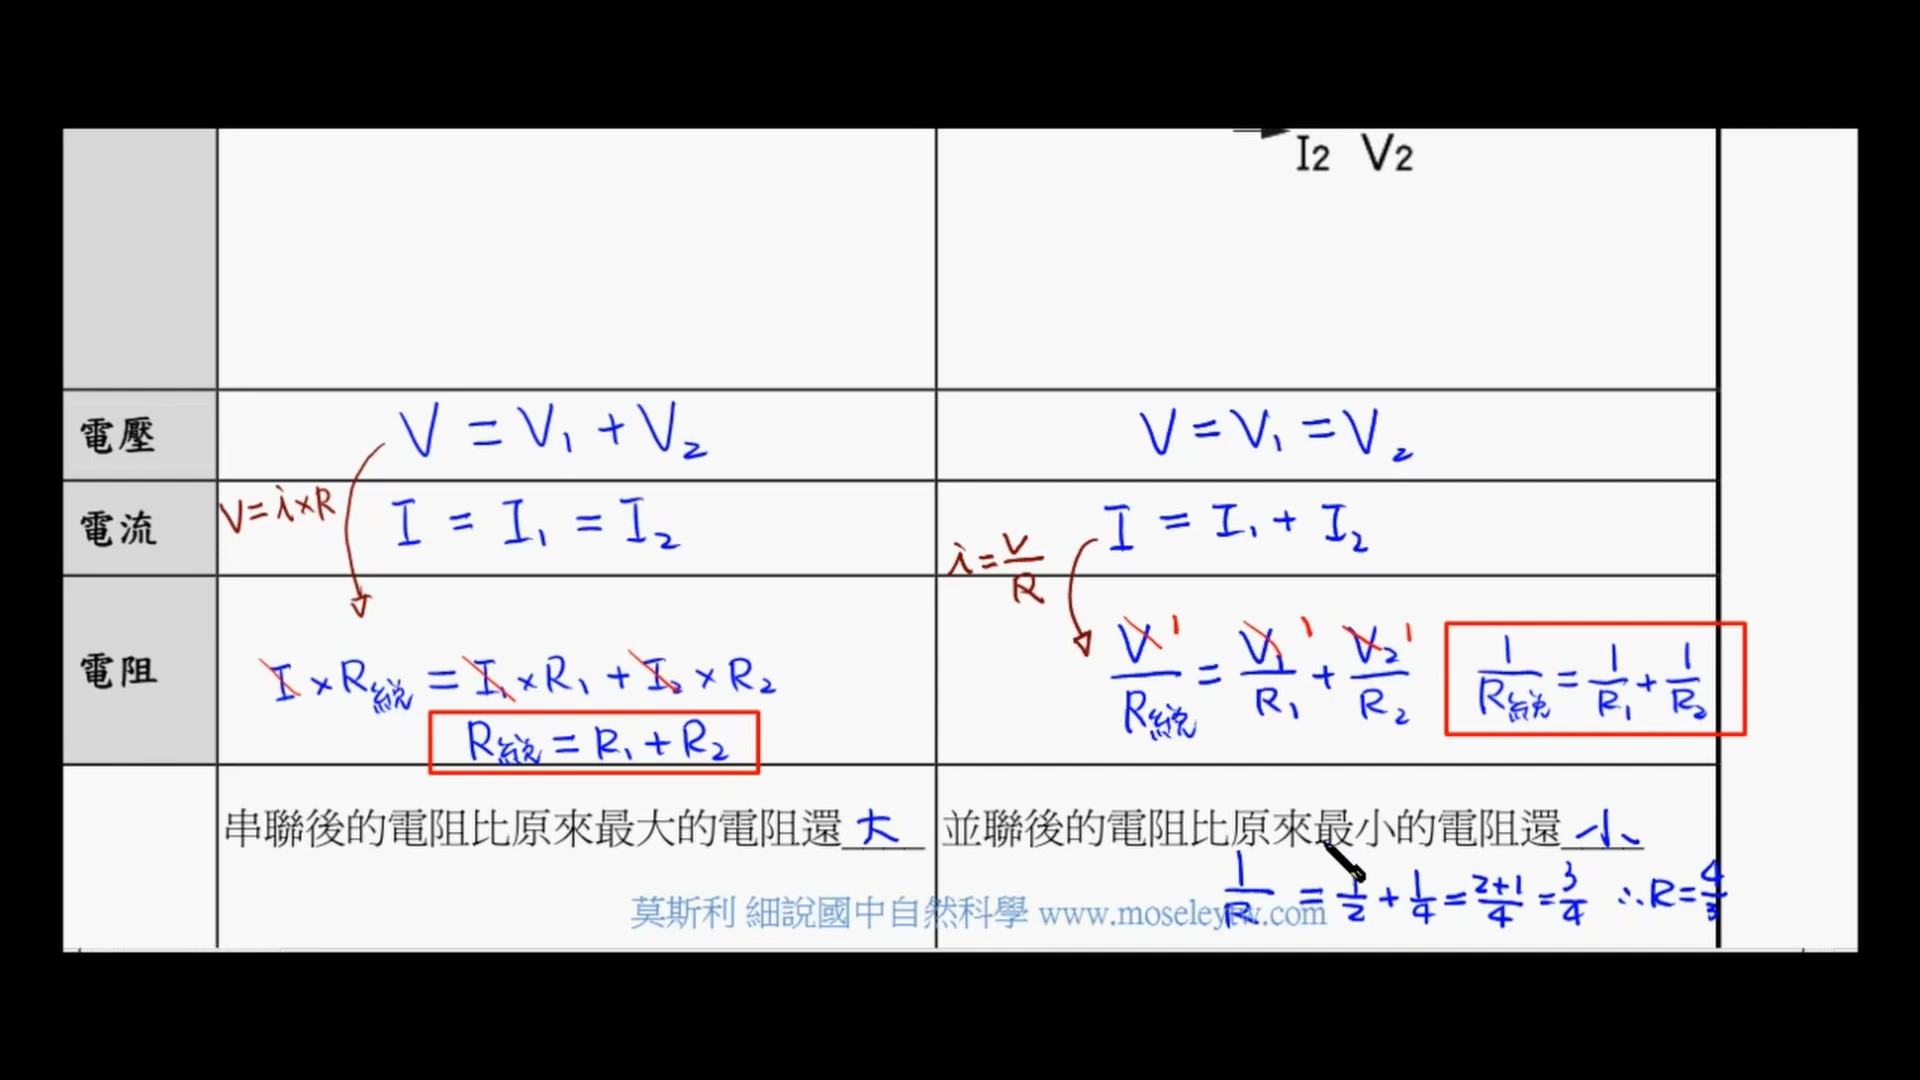 I2 V2
電壓
V = V₁ + V₂
V = V₁ = V₂
電流
V = i × R
I = I₁ = I₂
i = V/R
I = I₁ + I₂
電阻
I × R總 = I₁ × R₁ + I₂ × R₂
R總 = R₁ + R₂
V/R總 = V₁/R₁ + V₂/R₂
1 1 1
1/R總 = 1/R₁ + 1/R₂
串聯後的電阻比原來最大的電阻還 大
並聯後的電阻比原來最小的電阻還 小
1/R = 1/2 + 1/4 = 2+1/4 = 3/4 ∴R = 4/3
莫斯利 細說國中自然科學 www.moseleytw.com